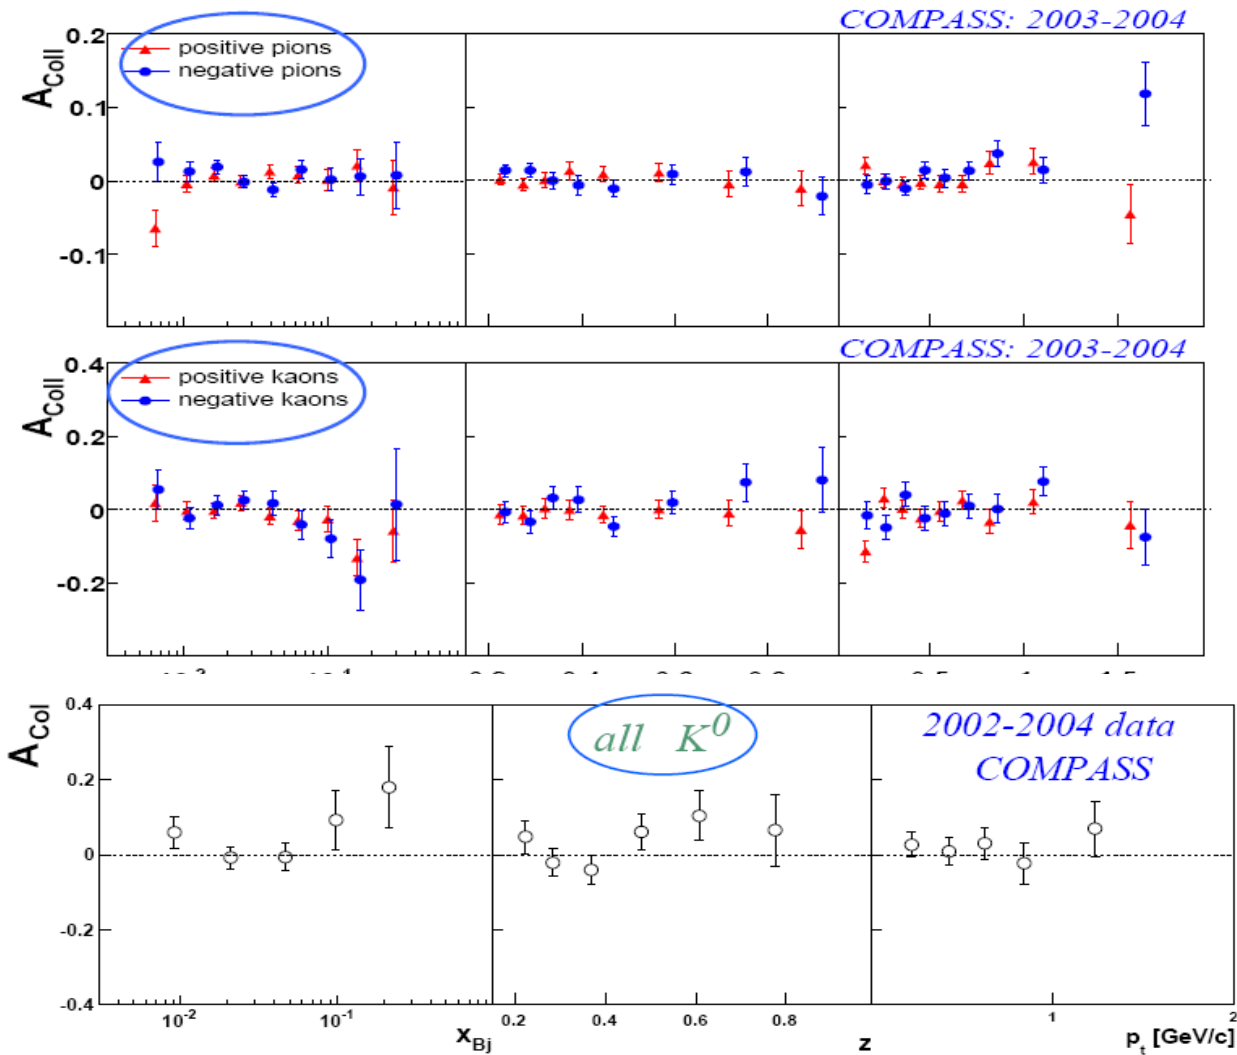 COMPASS: 2003-2004
0.2
positive pions
negative pions
A_Coll
0.1
0
-0.1
COMPASS: 2003-2004
0.4
positive kaons
negative kaons
A_Coll
0.2
0
-0.2
0.4
all K^0
2002-2004 data
COMPASS
A_Col
0.2
0
-0.2
-0.4
10^-2 10^-1 0.2 0.4 0.6 0.8 1 2
x_Bj z p_t [GeV/c]